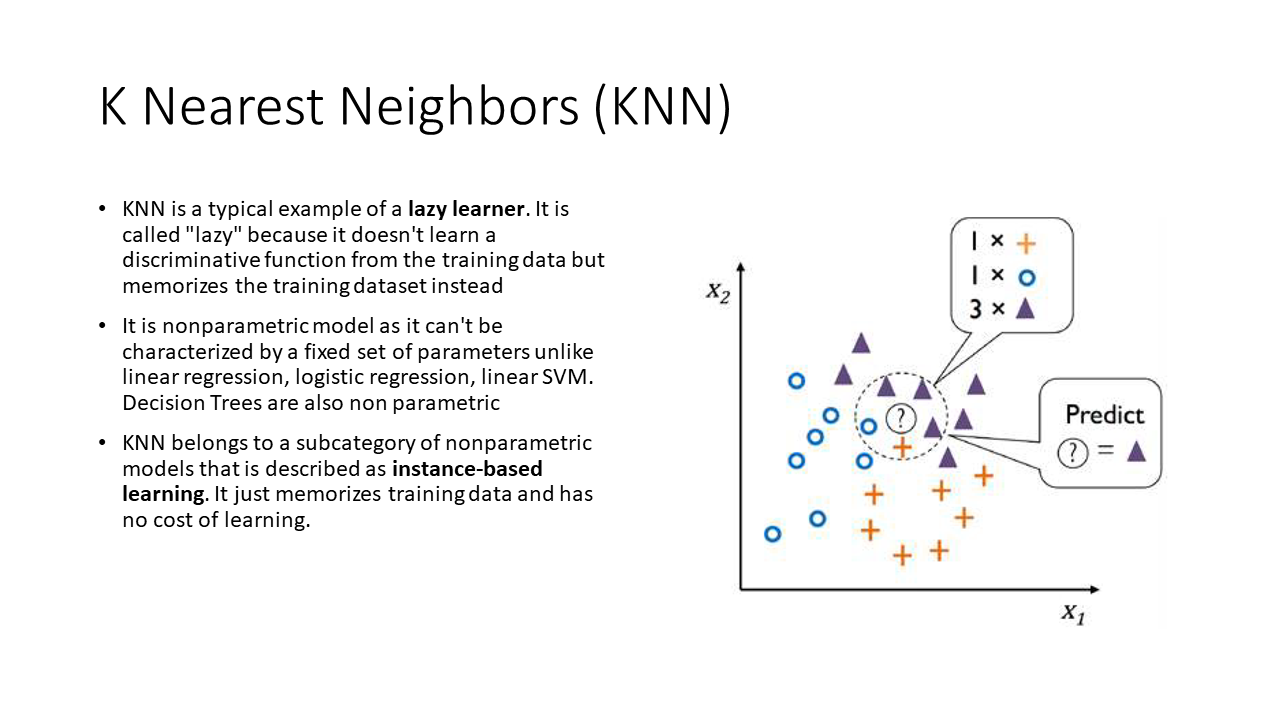 K Nearest Neighbors (KNN)
• KNN is a typical example of a lazy learner. It is
called "lazy" because it doesn't learn a
discriminative function from the training data but
memorizes the training dataset instead
• It is nonparametric model as it can't be
characterized by a fixed set of parameters unlike
linear regression, logistic regression, linear SVM.
Decision Trees are also non parametric
• KNN belongs to a subcategory of nonparametric
models that is described as instance-based
learning. It just memorizes training data and has
no cost of learning.
1 × +
1 × ○
3 × ▲
x₂
?
Predict
? = ▲
x₁